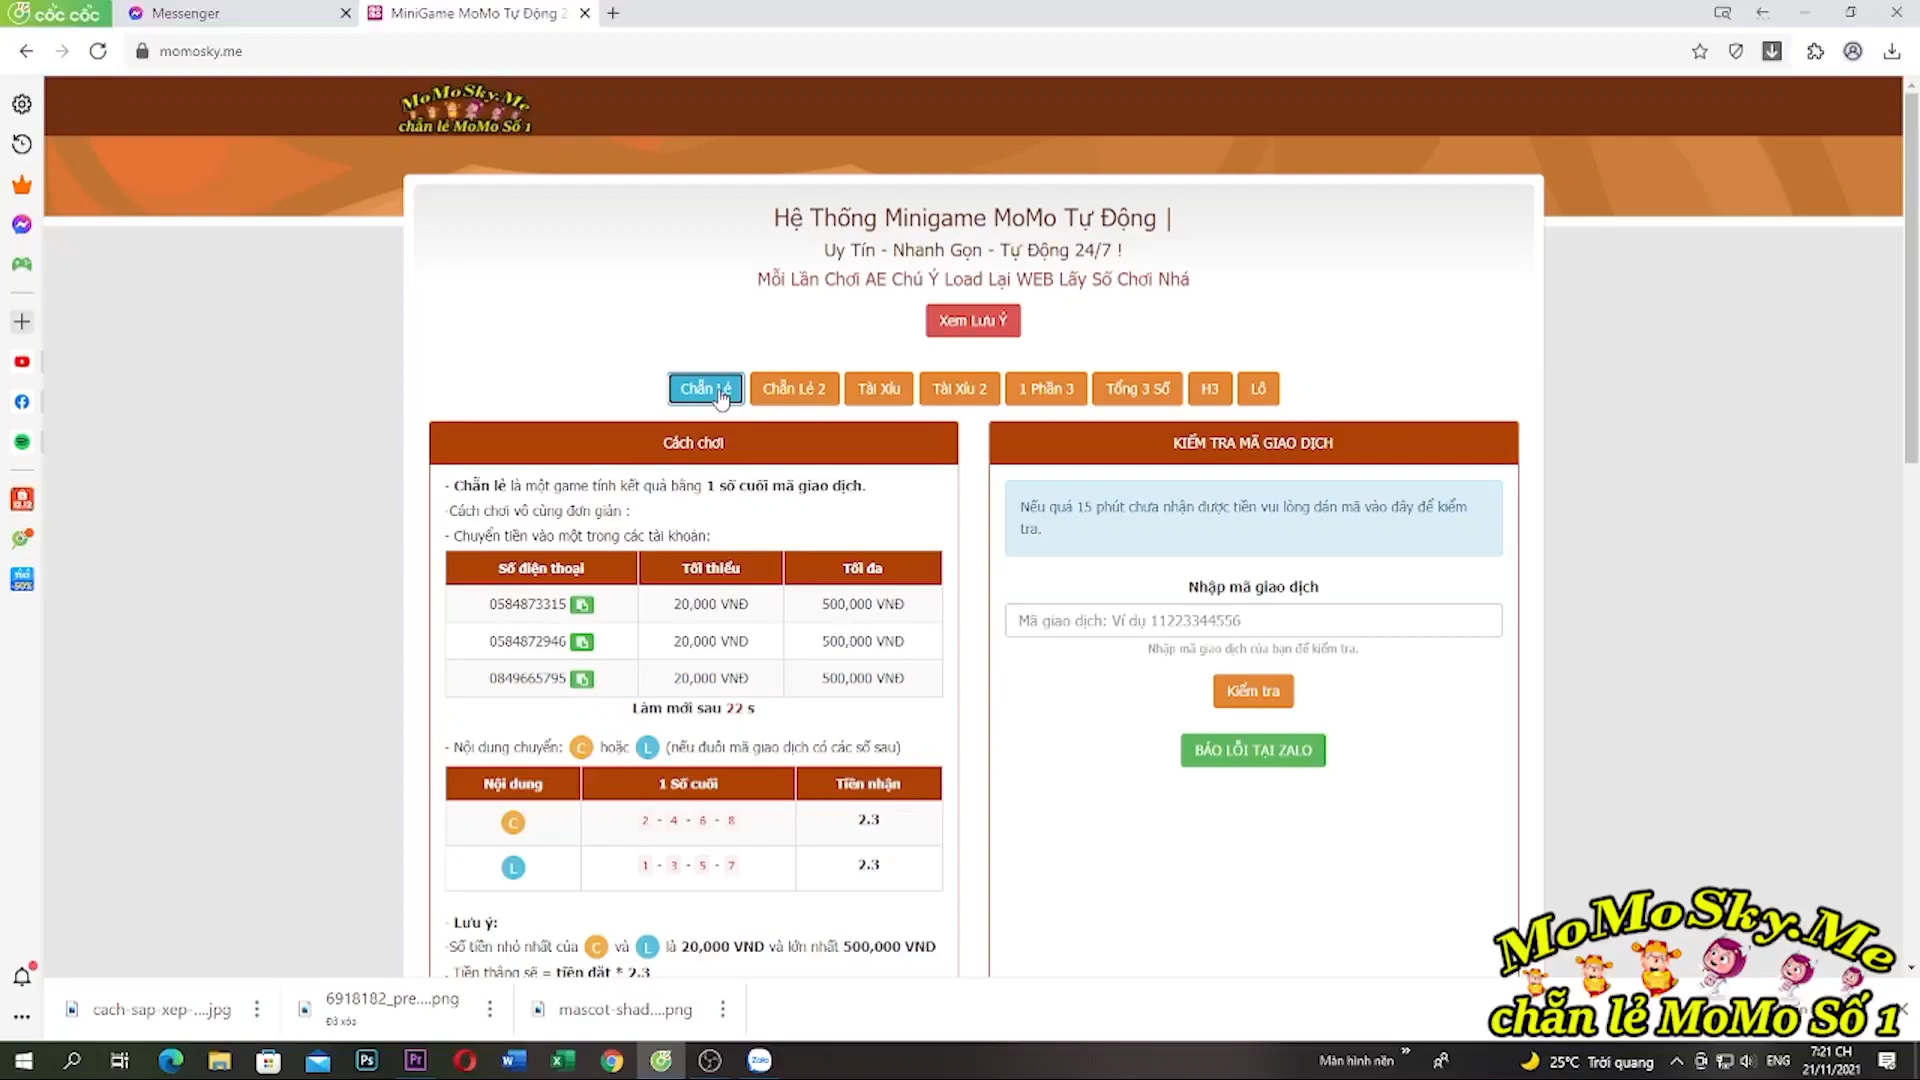 cốc cốc
Messenger
MiniGame MoMo Tự Động 2
momosky.me
MoMoSky.Me
chẵn lẻ MoMo Số 1
Hệ Thống Minigame MoMo Tự Động |
Uy Tín - Nhanh Gọn - Tự Động 24/7 !
Mỗi Lần Chơi AE Chú Ý Load Lại WEB Lấy Số Chơi Nhá
Xem Lưu Ý
Chẵn Lẻ
Chẵn Lẻ 2
Tài Xỉu
Tài Xỉu 2
1 Phần 3
Tổng 3 Số
H3
Lô
Cách chơi
- Chẵn lẻ là một game tính kết quả bằng 1 số cuối mã giao dịch.
-Cách chơi vô cùng đơn giản :
- Chuyển tiền vào một trong các tài khoản:
Số điện thoại Tối thiểu Tối đa
0584873315 20,000 VNĐ 500,000 VNĐ
0584872946 20,000 VNĐ 500,000 VNĐ
0849665795 20,000 VNĐ 500,000 VNĐ
Làm mới sau 22 s
- Nội dung chuyển: C hoặc L (nếu đuôi mã giao dịch có các số sau)
Nội dung 1 Số cuối Tiền nhận
C 2 - 4 - 6 - 8 2.3
L 1 - 3 - 5 - 7 2.3
- Lưu ý:
-Số tiền nhỏ nhất của C và L là 20,000 VND và lớn nhất 500,000 VND
. Tiền thắng sẽ = tiền đặt * 2.3
KIỂM TRA MÃ GIAO DỊCH
Nếu quá 15 phút chưa nhận được tiền vui lòng dán mã vào đây để kiểm
tra.
Nhập mã giao dịch
Mã giao dịch: Ví dụ 11223344556
Nhập mã giao dịch của bạn để kiểm tra.
Kiểm tra
BÁO LỖI TẠI ZALO
MoMoSky.Me
chẵn lẻ MoMo Số 1
cach-sap-xep-....jpg
6918182_pre....png
Đã xóa
mascot-shad....png
Ps
Pr
Zalo
Màn hình nền
25°C Trời quang
ENG
7:21 CH
21/11/2021